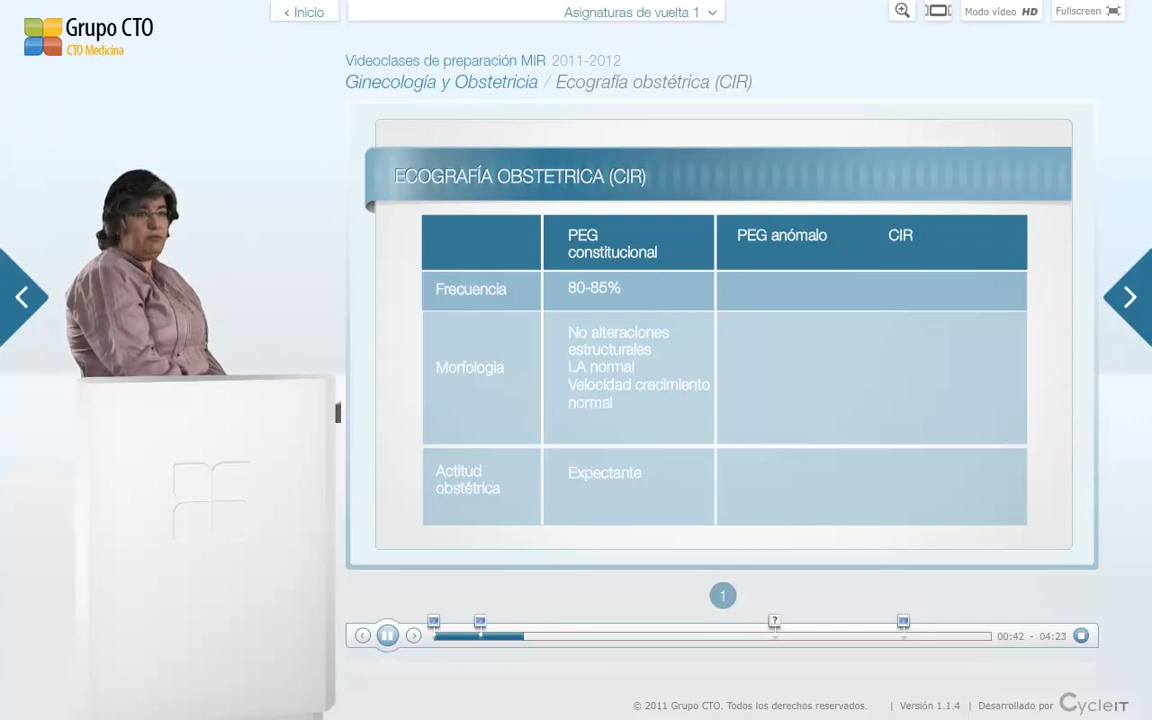 Grupo CTO
CTO Medicina
‹ Inicio
Asignaturas de vuelta 1
Modo vídeo HD
Fullscreen
Videoclases de preparación MIR 2011-2012
Ginecología y Obstetricia / Ecografía obstétrica (CIR)
ECOGRAFÍA OBSTETRICA (CIR)
PEG
constitucional
PEG anómalo
CIR
Frecuencia
80-85%
Morfologia
No alteraciones
estructurales
LA normal
Velocidad crecimiento
normal
Actitud
obstétrica
Expectante
1
?
00:42 - 04:23
© 2011 Grupo CTO. Todos los derechos reservados. | Versión 1.1.4 | Desarrollado por CycleIT